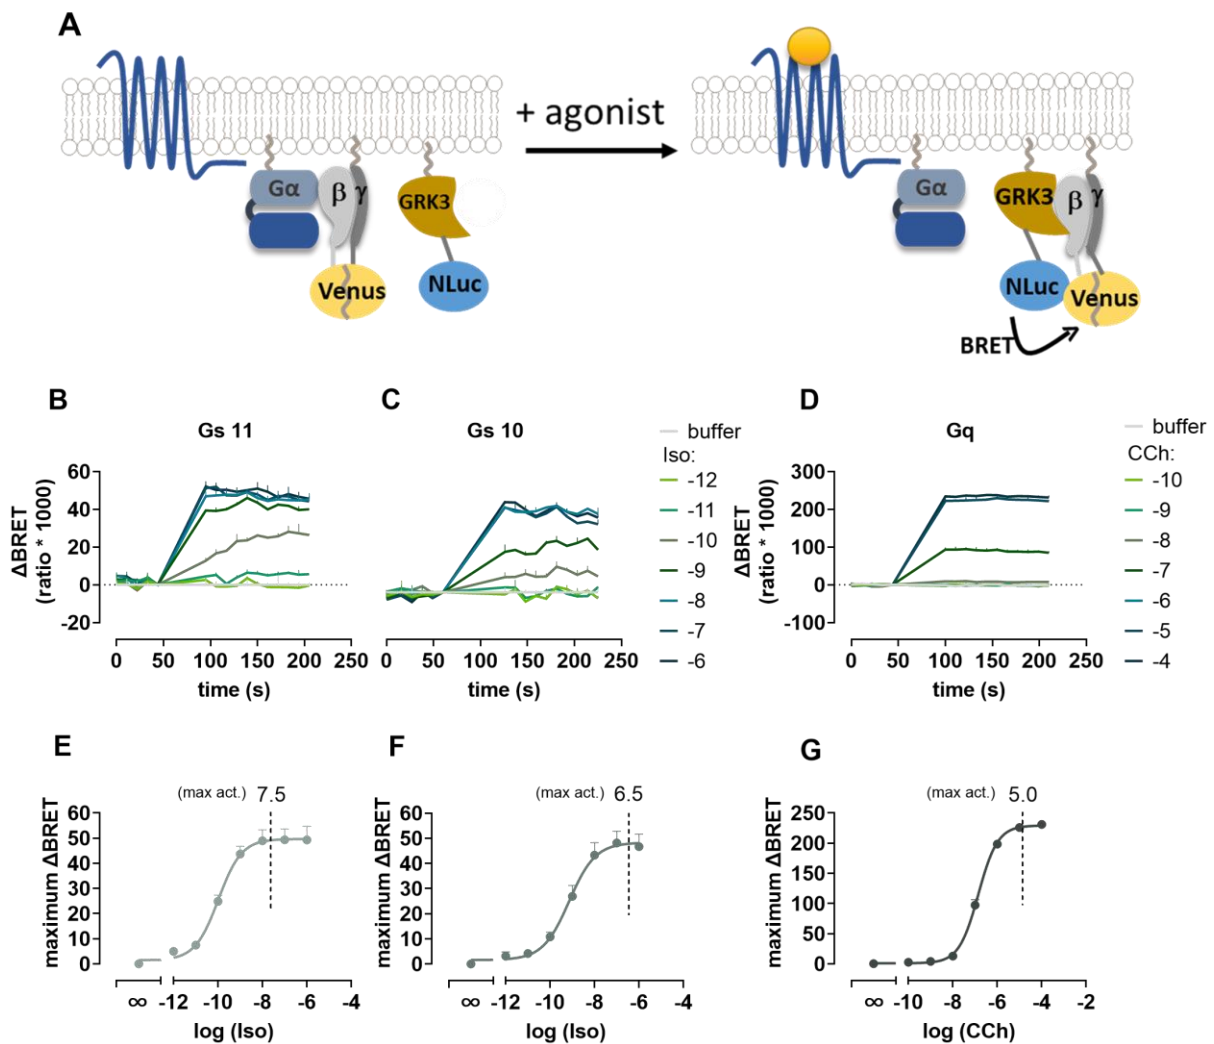 A
+ agonist
Gα
β
γ
GRK3
Venus
NLuc
Gα
GRK3
β
γ
NLuc
Venus
BRET
B
Gs 11
ΔBRET
(ratio * 1000)
60
40
20
0
-20
0 50 100 150 200 250
time (s)
C
Gs 10
0 50 100 150 200 250
time (s)
buffer
Iso:
-12
-11
-10
-9
-8
-7
-6
D
Gq
ΔBRET
(ratio * 1000)
300
200
100
0
-100
0 50 100 150 200 250
time (s)
buffer
CCh:
-10
-9
-8
-7
-6
-5
-4
E
(max act.) 7.5
maximum ΔBRET
60
50
40
30
20
10
0
∞ -12 -10 -8 -6 -4
log (Iso)
F
(max act.) 6.5
maximum ΔBRET
60
50
40
30
20
10
0
∞ -12 -10 -8 -6 -4
log (Iso)
G
(max act.) 5.0
maximum ΔBRET
250
200
150
100
50
0
∞ -10 -8 -6 -4 -2
log (CCh)